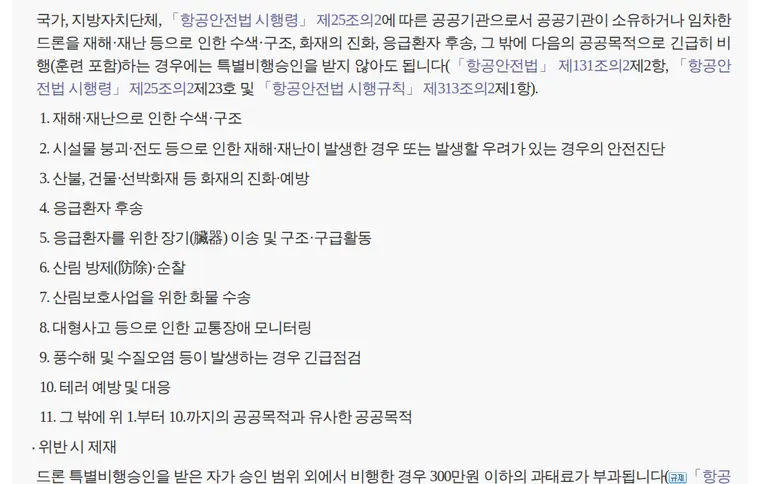 국가, 지방자치단체, 「항공안전법 시행령」 제25조의2에 따른 공공기관으로서 공공기관이 소유하거나 임차한
드론을 재해·재난 등으로 인한 수색·구조, 화재의 진화, 응급환자 후송, 그 밖에 다음의 공공목적으로 긴급히 비
행(훈련 포함)하는 경우에는 특별비행승인을 받지 않아도 됩니다(「항공안전법」 제131조의2제2항, 「항공안
전법 시행령」 제25조의2제23호 및 「항공안전법 시행규칙」 제313조의2제1항).
1. 재해·재난으로 인한 수색·구조
2. 시설물 붕괴·전도 등으로 인한 재해·재난이 발생한 경우 또는 발생할 우려가 있는 경우의 안전진단
3. 산불, 건물·선박화재 등 화재의 진화·예방
4. 응급환자 후송
5. 응급환자를 위한 장기(臟器) 이송 및 구조·구급활동
6. 산림 방제(防除)·순찰
7. 산림보호사업을 위한 화물 수송
8. 대형사고 등으로 인한 교통장애 모니터링
9. 풍수해 및 수질오염 등이 발생하는 경우 긴급점검
10. 테러 예방 및 대응
11. 그 밖에 위 1.부터 10.까지의 공공목적과 유사한 공공목적
· 위반 시 제재
드론 특별비행승인을 받은 자가 승인 범위 외에서 비행한 경우 300만원 이하의 과태료가 부과됩니다(규제「항공